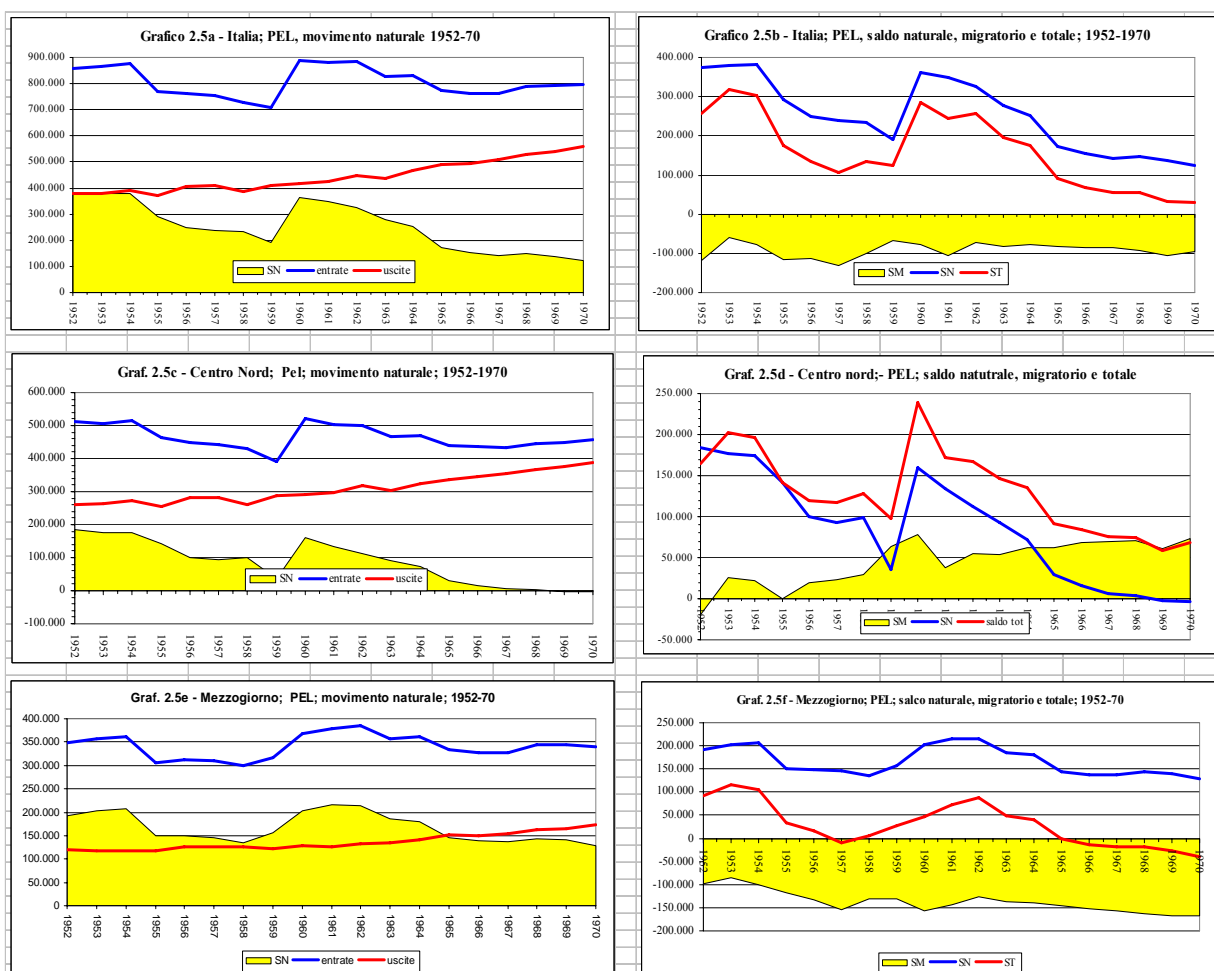 Grafico 2.5a - Italia; PEL, movimento naturale 1952-70
900.000
800.000
700.000
600.000
500.000
400.000
300.000
200.000
100.000
0
SN entrate uscite
1952 1953 1954 1955 1956 1957 1958 1959 1960 1961 1962 1963 1964 1965 1966 1967 1968 1969 1970
Grafico 2.5b - Italia; PEL, saldo naturale, migratorio e totale; 1952-1970
400.000
300.000
200.000
100.000
0
-100.000
-200.000
SM SN ST
1952 1953 1954 1955 1956 1957 1958 1959 1960 1961 1962 1963 1964 1965 1966 1967 1968 1969 1970
Graf. 2.5c - Centro Nord; Pel; movimento naturale; 1952-1970
600.000
500.000
400.000
300.000
200.000
100.000
0
-100.000
SN entrate uscite
1952 1953 1954 1955 1956 1957 1958 1959 1960 1961 1962 1963 1964 1965 1966 1967 1968 1969 1970
Graf. 2.5d - Centro nord;- PEL; saldo natutrale, migratorio e totale
250.000
200.000
150.000
100.000
50.000
0
-50.000
SM SN saldo tot
1952 1953 1954 1955 1956 1957 1965 1966 1967 1968 1969 1970
Graf. 2.5e - Mezzogiorno; PEL; movimento naturale; 1952-70
400.000
350.000
300.000
250.000
200.000
150.000
100.000
50.000
0
1952 1953 1954 1955 1956 1957 1958 1959 1960 1961 1962 1963 1964 1965 1966 1967 1968 1969 1970
SN entrate uscite
Graf. 2.5f - Mezzogiorno; PEL; salco naturale, migratorio e totale; 1952-70
250.000
200.000
150.000
100.000
50.000
0
-50.000
-100.000
-150.000
-200.000
1952 1953 1954 1955 1956 1957 1958 1959 1960 1961 1962 1963 1964 1965 1966 1967 1968 1969 1970
SM SN ST